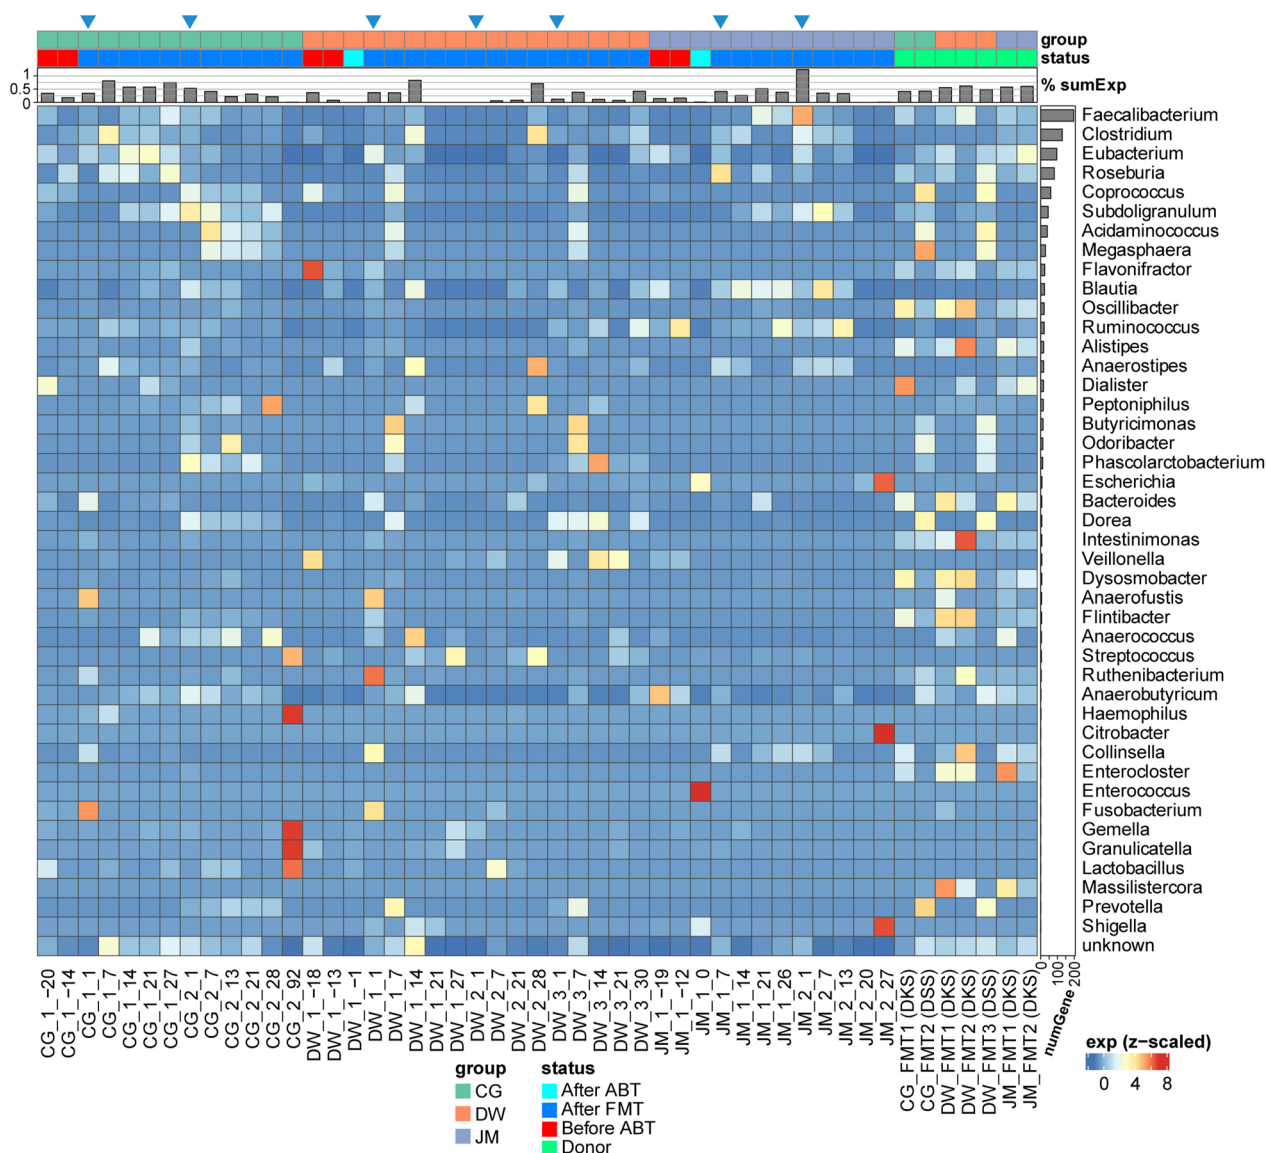 group
status
1
0.5
0
% sumExp
Faecalibacterium
Clostridium
Eubacterium
Roseburia
Coprococcus
Subdoligranulum
Acidaminococcus
Megasphaera
Flavonifractor
Blautia
Oscillibacter
Ruminococcus
Alistipes
Anaerostipes
Dialister
Peptoniphilus
Butyricimonas
Odoribacter
Phascolarctobacterium
Escherichia
Bacteroides
Dorea
Intestinimonas
Veillonella
Dysosmobacter
Anaerofustis
Flintibacter
Anaerococcus
Streptococcus
Ruthenibacterium
Anaerobutyricum
Haemophilus
Citrobacter
Collinsella
Enterocloster
Enterococcus
Fusobacterium
Gemella
Granulicatella
Lactobacillus
Massilistercora
Prevotella
Shigella
unknown
CG_1_-20
CG_1_-14
CG_1_1
CG_1_7
CG_1_14
CG_1_21
CG_1_27
CG_2_1
CG_2_7
CG_2_13
CG_2_21
CG_2_28
CG_2_92
DW_1_-18
DW_1_-13
DW_1_-1
DW_1_1
DW_1_7
DW_1_14
DW_1_21
DW_1_27
DW_2_1
DW_2_7
DW_2_21
DW_2_28
DW_3_1
DW_3_7
DW_3_14
DW_3_21
DW_3_30
JM_1_-19
JM_1_-12
JM_1_0
JM_1_7
JM_1_14
JM_1_21
JM_1_26
JM_2_1
JM_2_7
JM_2_13
JM_2_20
JM_2_27
CG_FMT1 (DKS)
CG_FMT2 (DSS)
DW_FMT1 (DKS)
DW_FMT2 (DKS)
DW_FMT3 (DSS)
JM_FMT1 (DKS)
JM_FMT2 (DKS)
0
100
200
numGene
exp (z-scaled)
0 4 8
group
CG
DW
JM
status
After ABT
After FMT
Before ABT
Donor